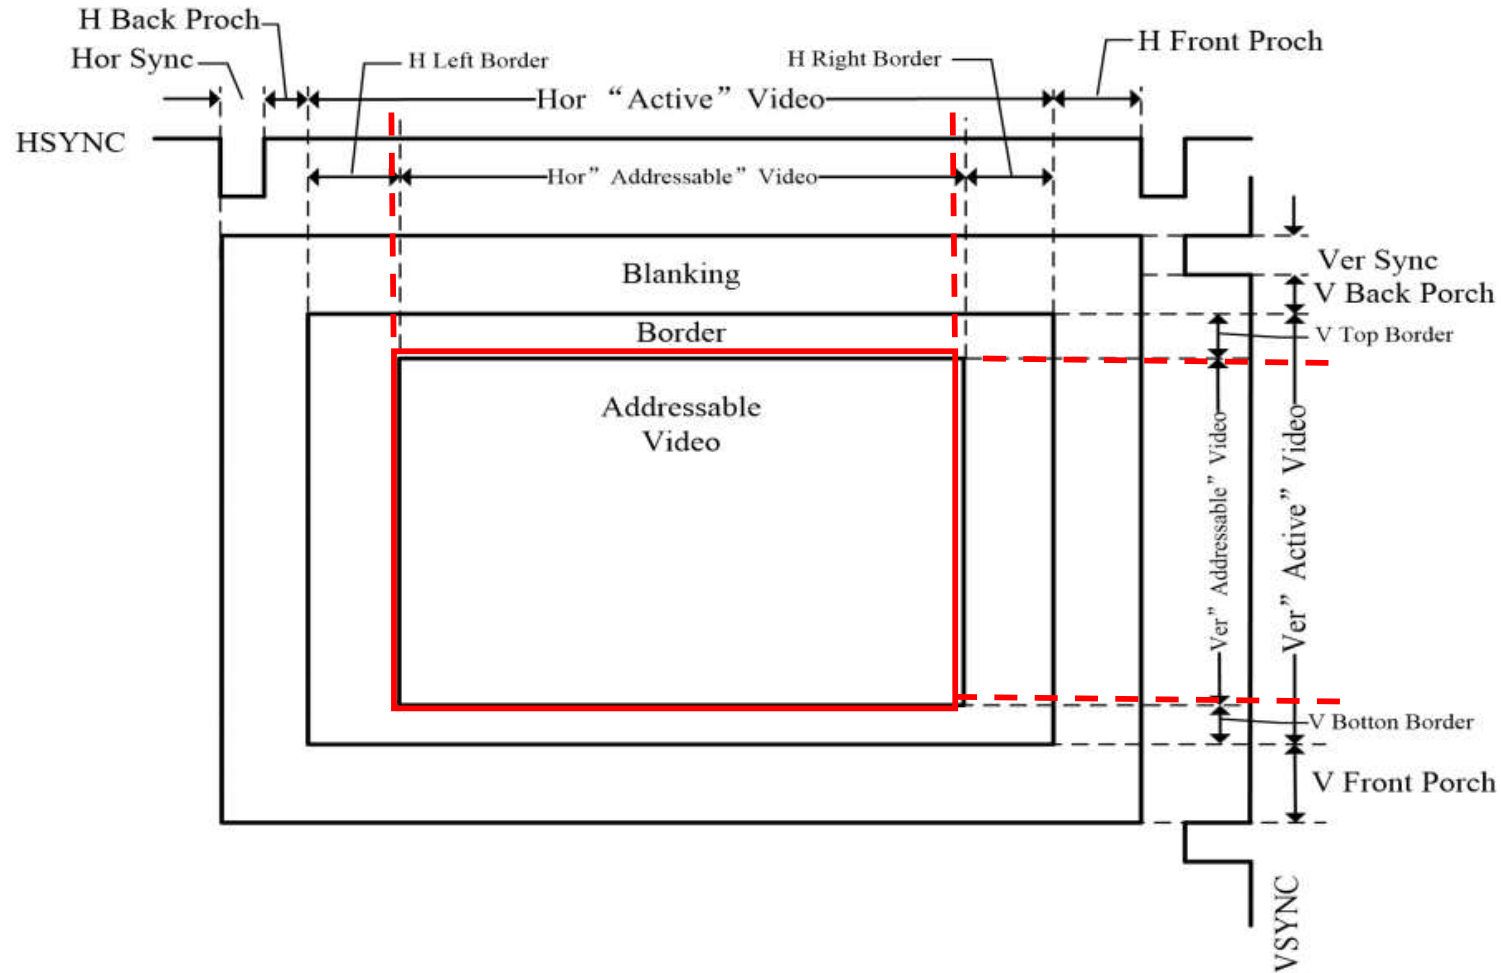 H Back Proch
Hor Sync
H Left Border
H Right Border
H Front Proch
Hor “Active” Video
HSYNC
Hor” Addressable” Video
Blanking
Ver Sync
V Back Porch
Border
V Top Border
Addressable
Video
Ver” Addressable” Video
Ver” Active” Video
V Botton Border
V Front Porch
VSYNC